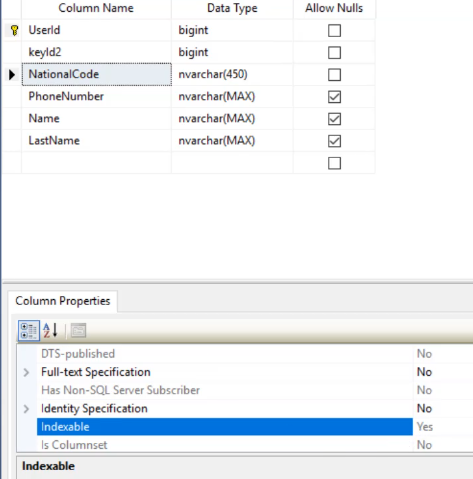 Column Name Data Type Allow Nulls
UserId bigint
keyId2 bigint
NationalCode nvarchar(450)
PhoneNumber nvarchar(MAX)
Name nvarchar(MAX)
LastName nvarchar(MAX)
Column Properties
DTS-published No
Full-text Specification No
Has Non-SQL Server Subscriber No
Identity Specification No
Indexable Yes
Is Columnset No
Indexable